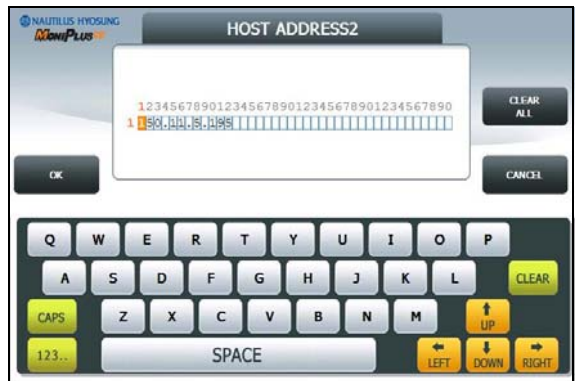 NAUTILUS HYOSUNG
MoniPlus
HOST ADDRESS2
1234567890123456789012345678901234567890
1 150.11.5.195
CLEAR ALL
OK
CANCEL
Q W E R T Y U I O P
A S D F G H J K L CLEAR
CAPS Z X C V B N M UP
123.. SPACE LEFT DOWN RIGHT